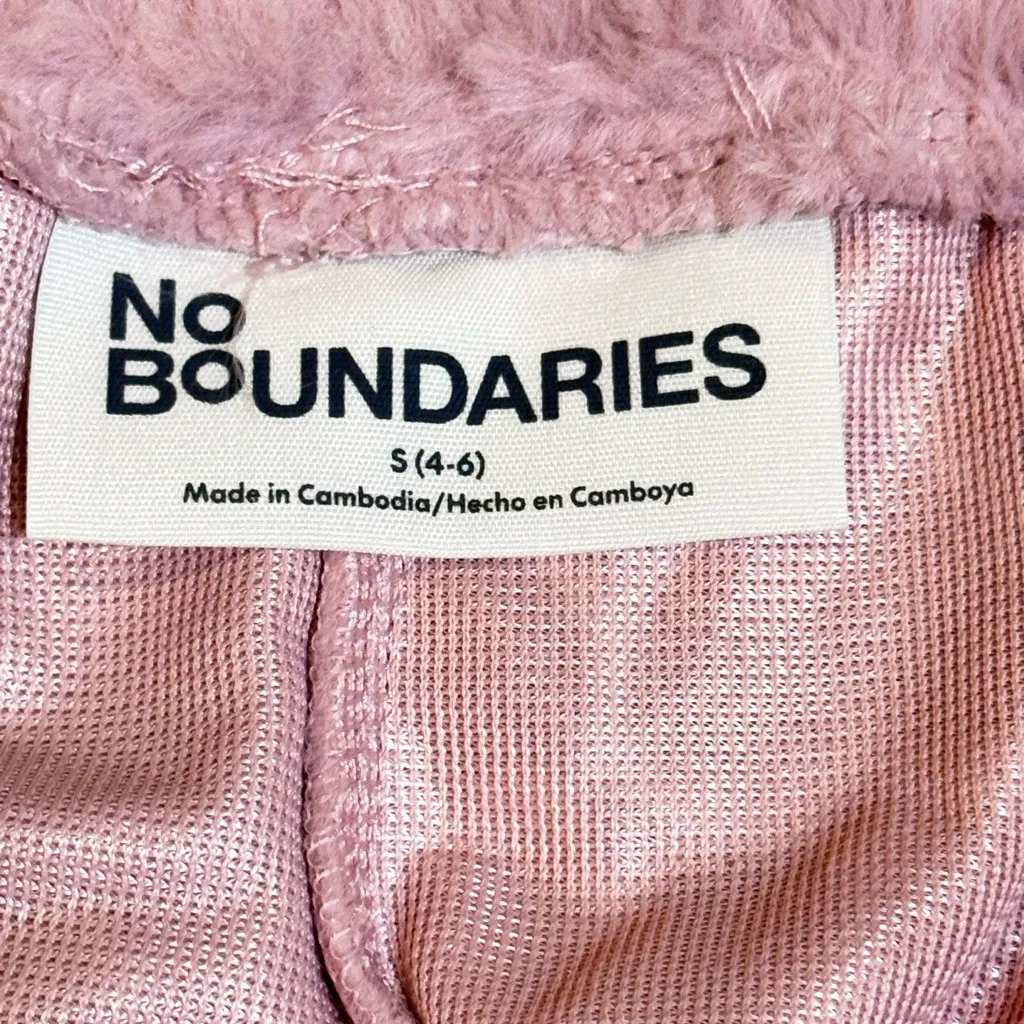 NO
BOUNDARIES
S (4-6)
Made in Cambodia/Hecho en Camboya